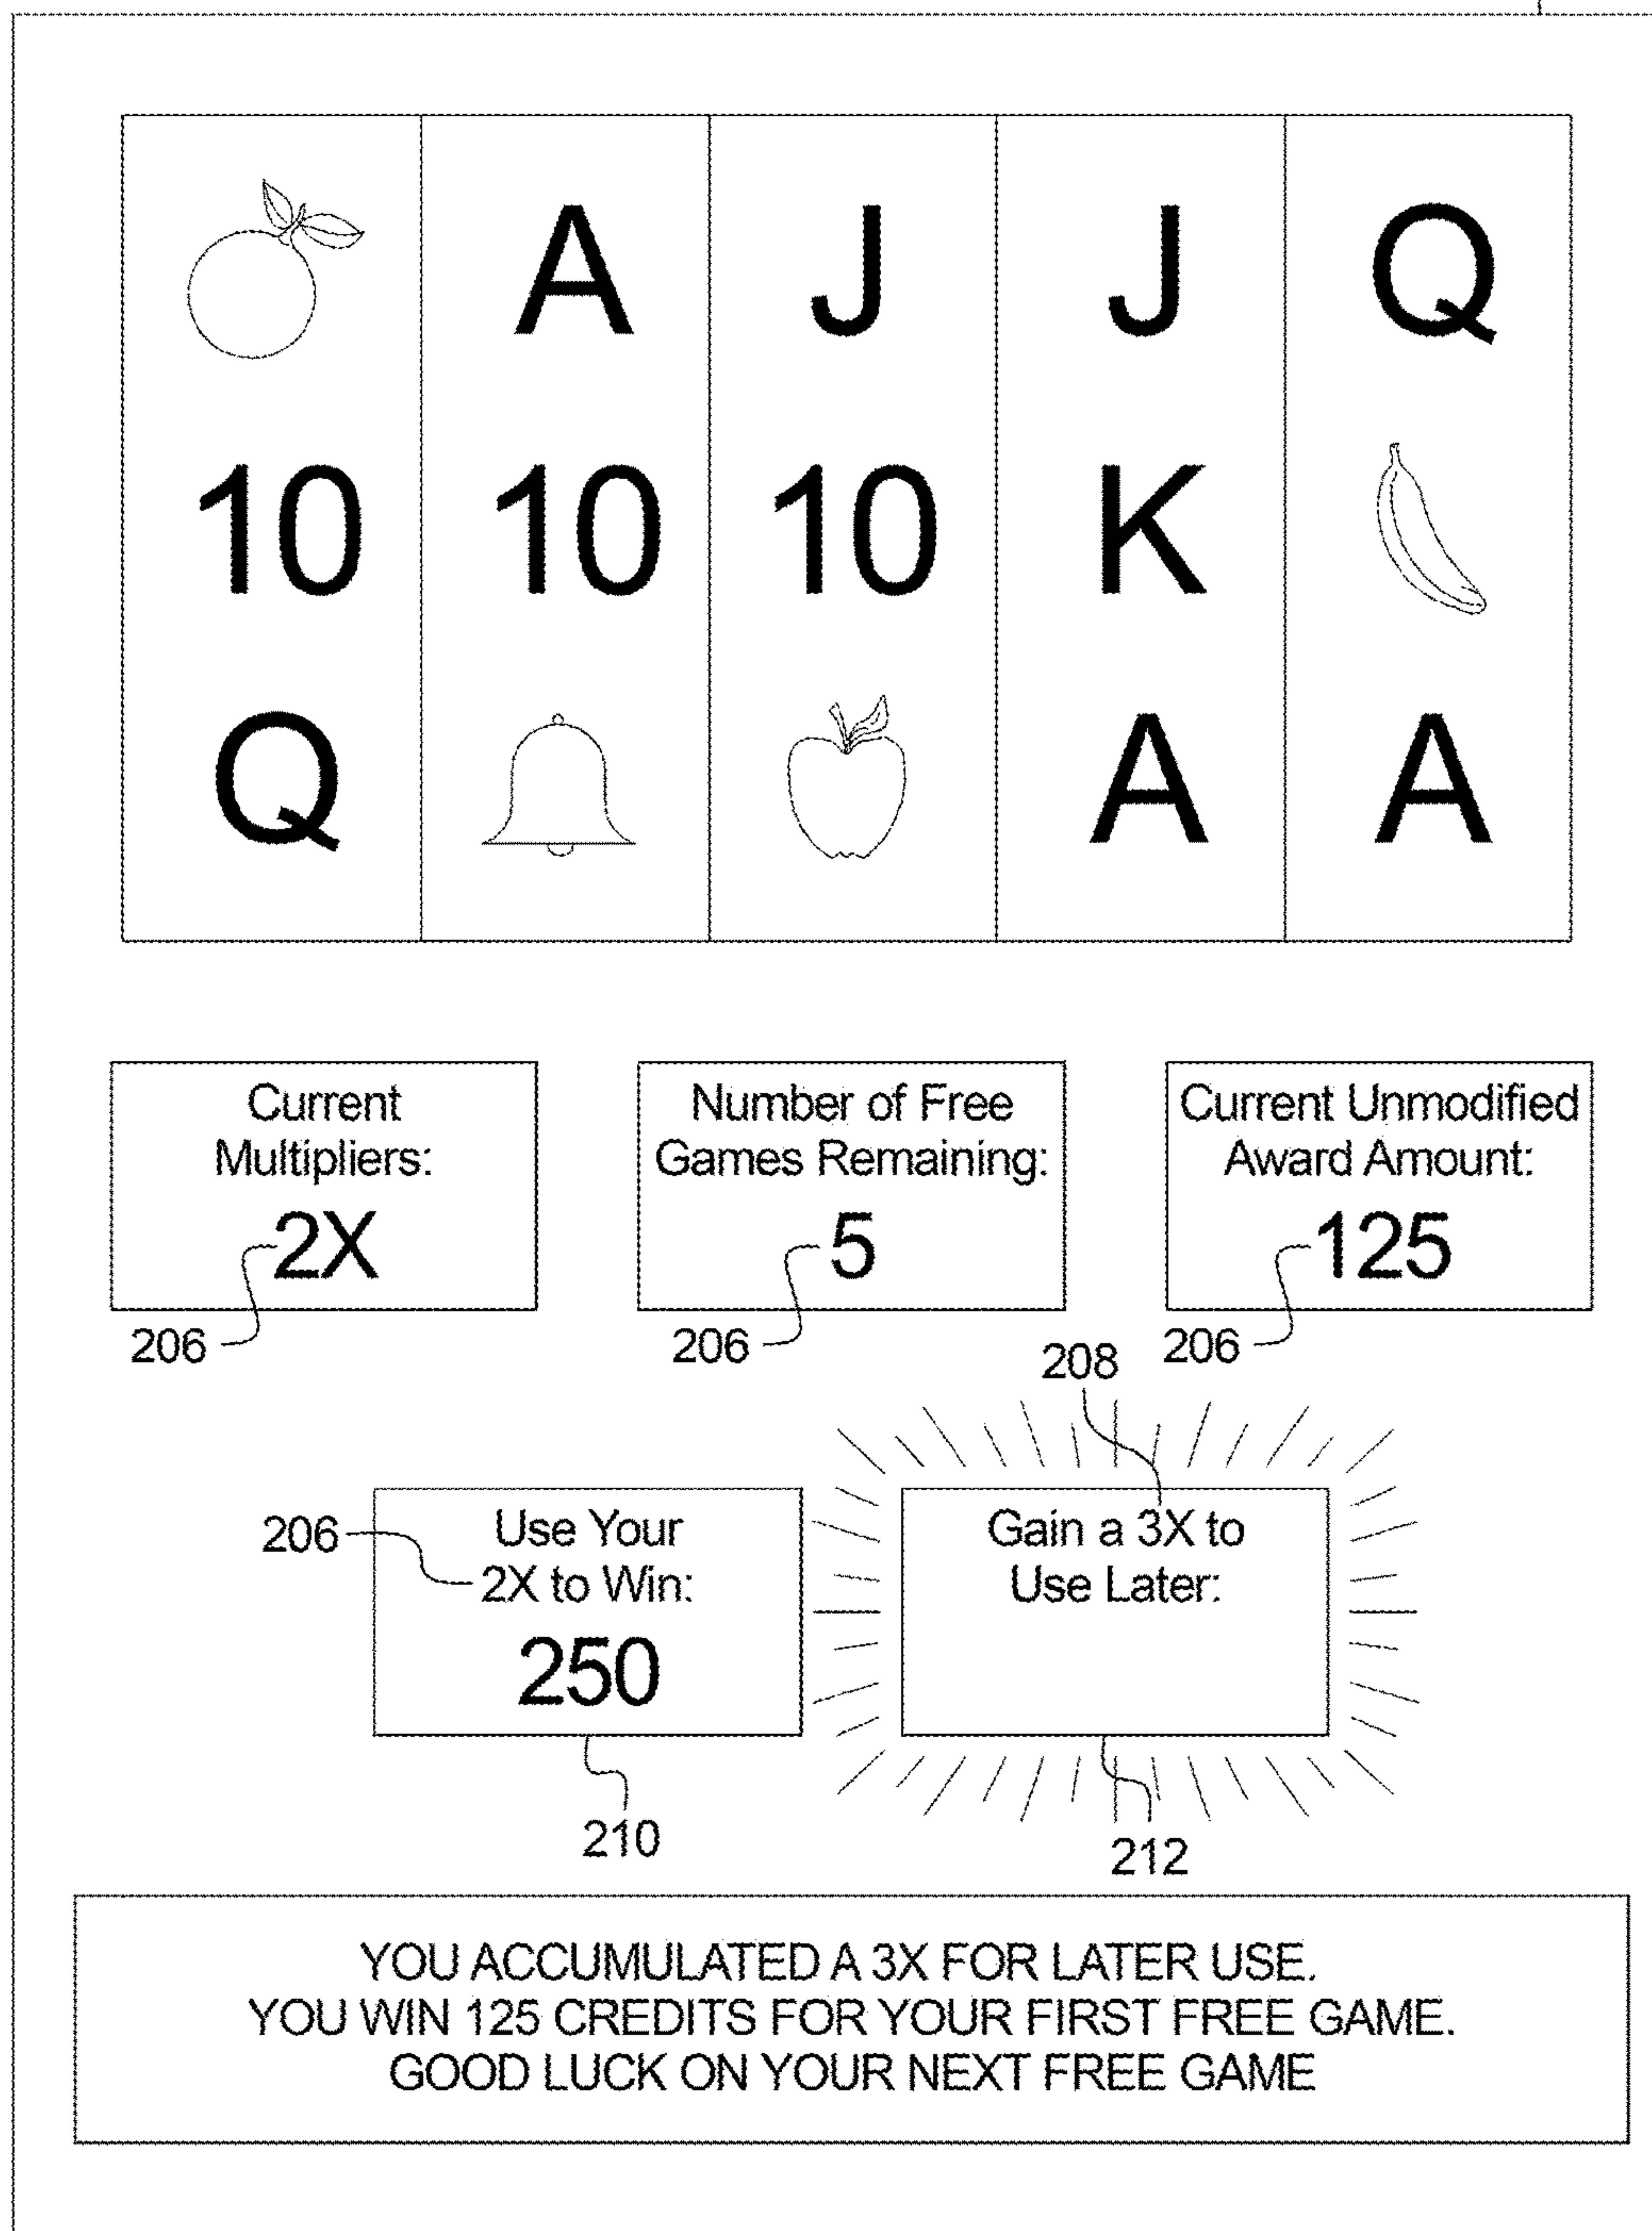 A J J Q
10 10 10 K
Q A A
Current
Multipliers:
2X
206
Number of Free
Games Remaining:
5
206
Current Unmodified
Award Amount:
125
206
208
206
Use Your
2X to Win:
250
210
Gain a 3X to
Use Later:
212
YOU ACCUMULATED A 3X FOR LATER USE.
YOU WIN 125 CREDITS FOR YOUR FIRST FREE GAME.
GOOD LUCK ON YOUR NEXT FREE GAME